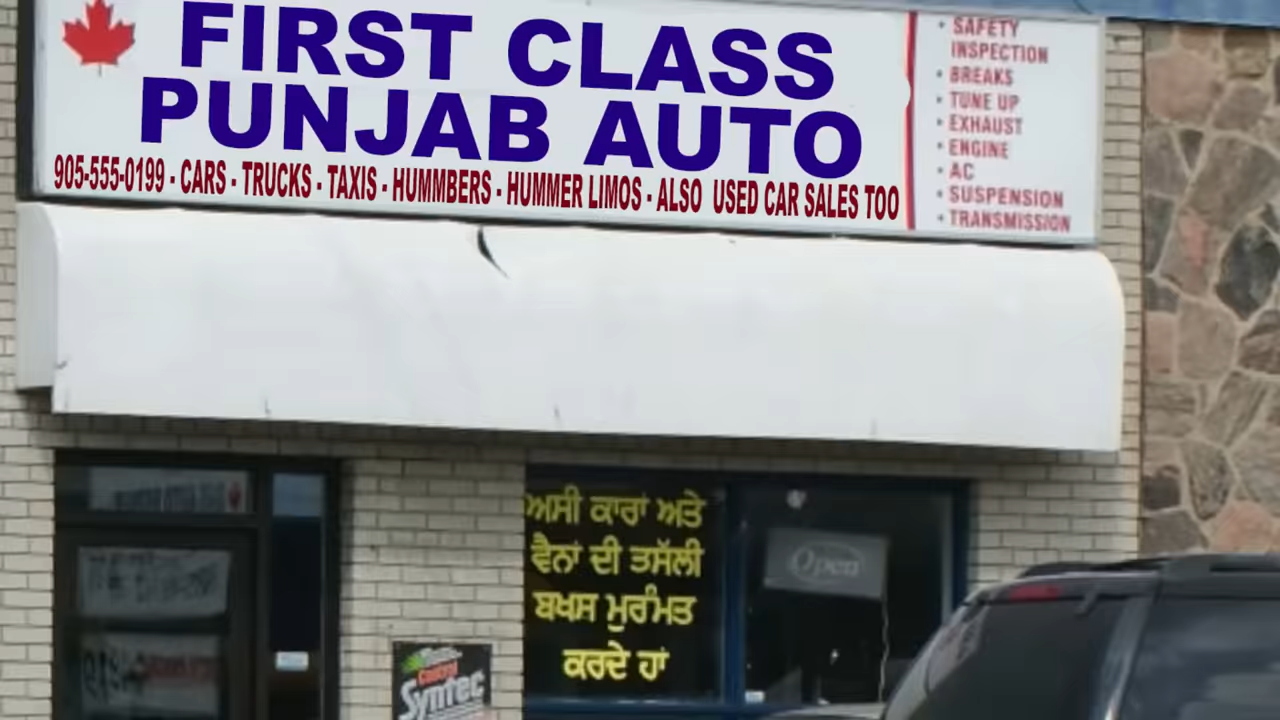 FIRST CLASS
PUNJAB AUTO
905-555-0199 - CARS - TRUCKS - TAXIS - HUMMBERS - HUMMER LIMOS - ALSO USED CAR SALES TOO
• SAFETY
INSPECTION
• BREAKS
• TUNE UP
• EXHAUST
• ENGINE
• AC
• SUSPENSION
• TRANSMISSION
ਅਸੀ ਕਾਰਾਂ ਅਤੇ
ਵੈਨਾਂ ਦੀ ਤਸੱਲੀ
ਬਖਸ਼ ਮੁਰੰਮਤ
ਕਰਦੇ ਹਾਂ
Open
Castrol
Syntec